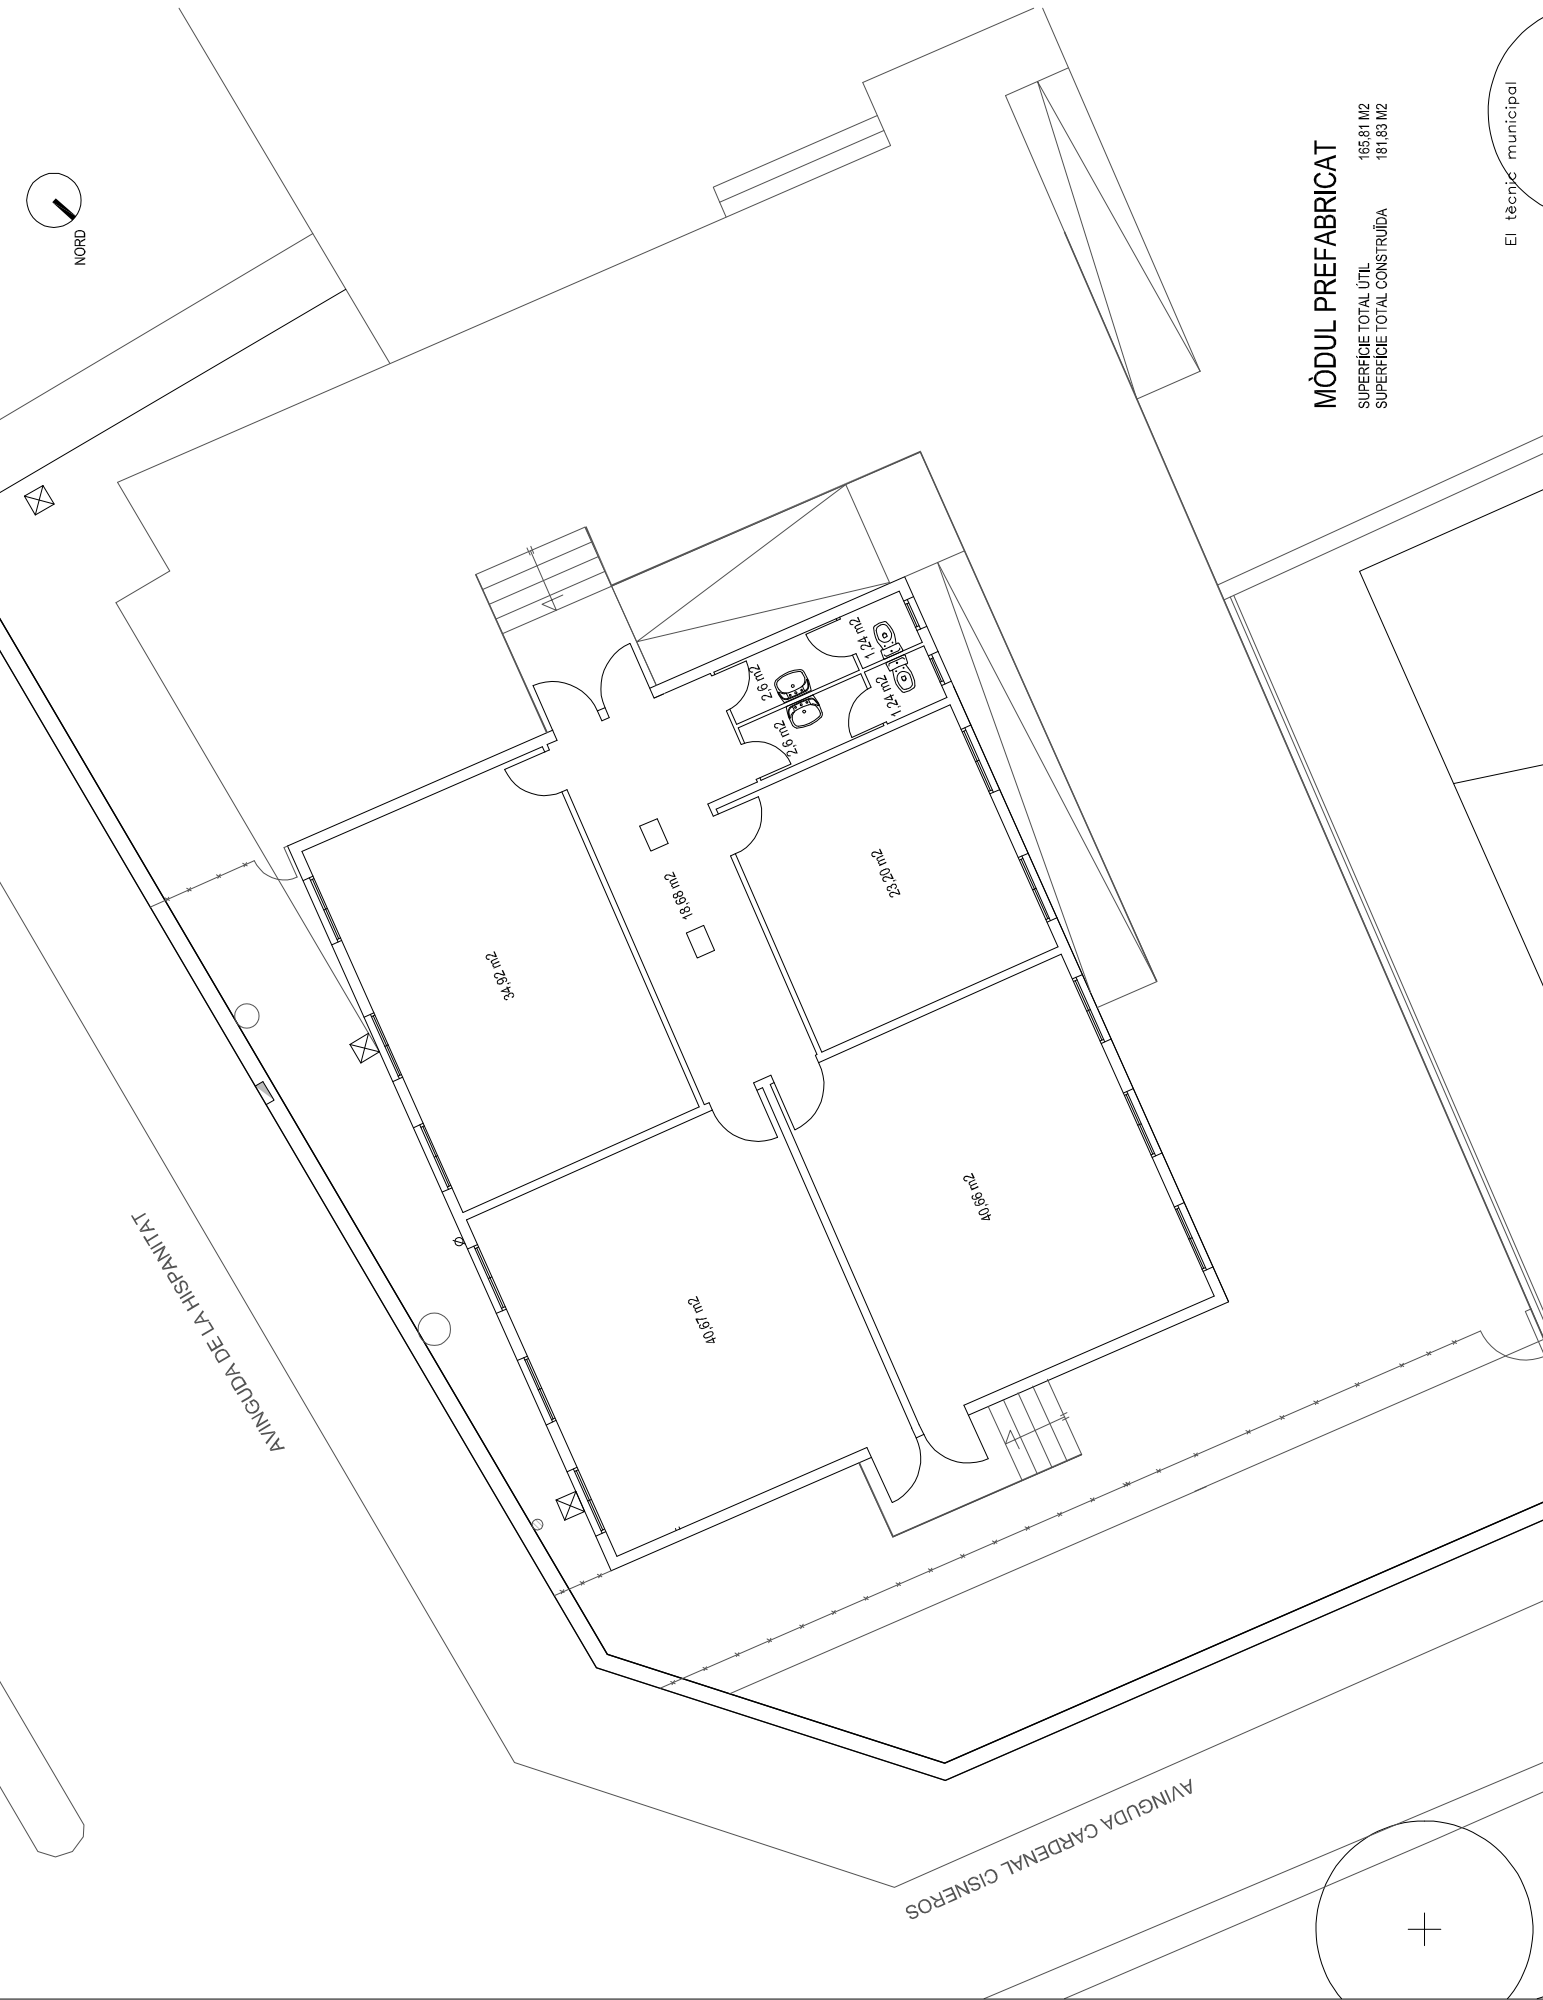 NORD
MÒDUL PREFABRICAT
SUPERFÍCIE TOTAL ÚTIL 165,81 M2
SUPERFÍCIE TOTAL CONSTRUÏDA 181,83 M2
El tècnic municipal
1,24 m2
2,6 m2
1,24 m2
2,6 m2
23,20 m2
18,68 m2
34,92 m2
40,66 m2
40,67 m2
AVINGUDA DE LA HISPANITAT
AVINGUDA CARDENAL CISNEROS